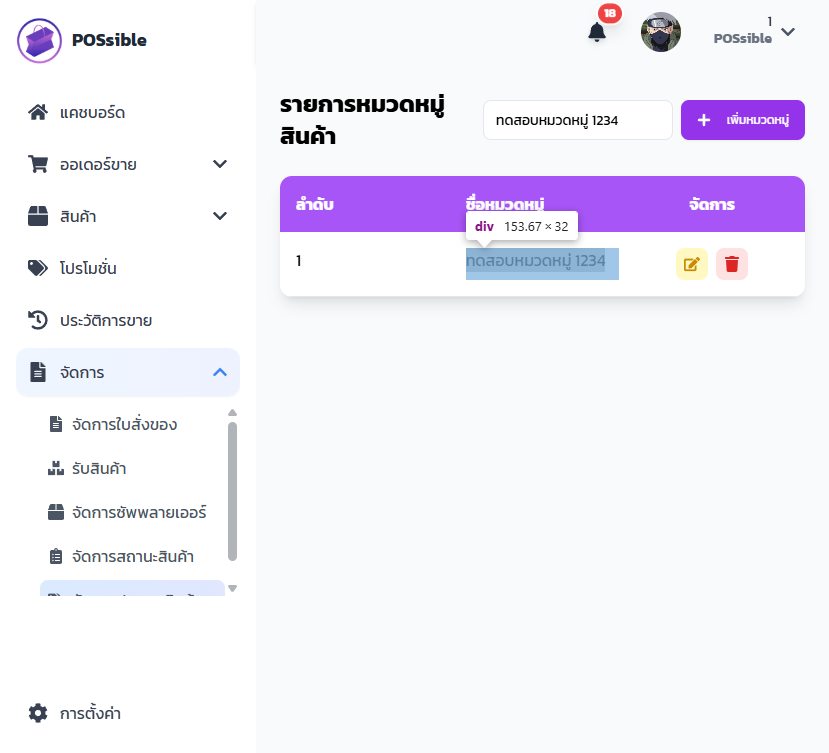 POSsible
18
1
POSsible
แดชบอร์ด
ออเดอร์ขาย
สินค้า
โปรโมชั่น
ประวัติการขาย
จัดการ
จัดการใบสั่งของ
รับสินค้า
จัดการซัพพลายเออร์
จัดการสถานะสินค้า
การตั้งค่า
รายการหมวดหมู่
สินค้า
ทดสอบหมวดหมู่ 1234
เพิ่มหมวดหมู่
ลำดับ ชื่อหมวดหมู่ จัดการ
div 153.67 × 32
1 ทดสอบหมวดหมู่ 1234